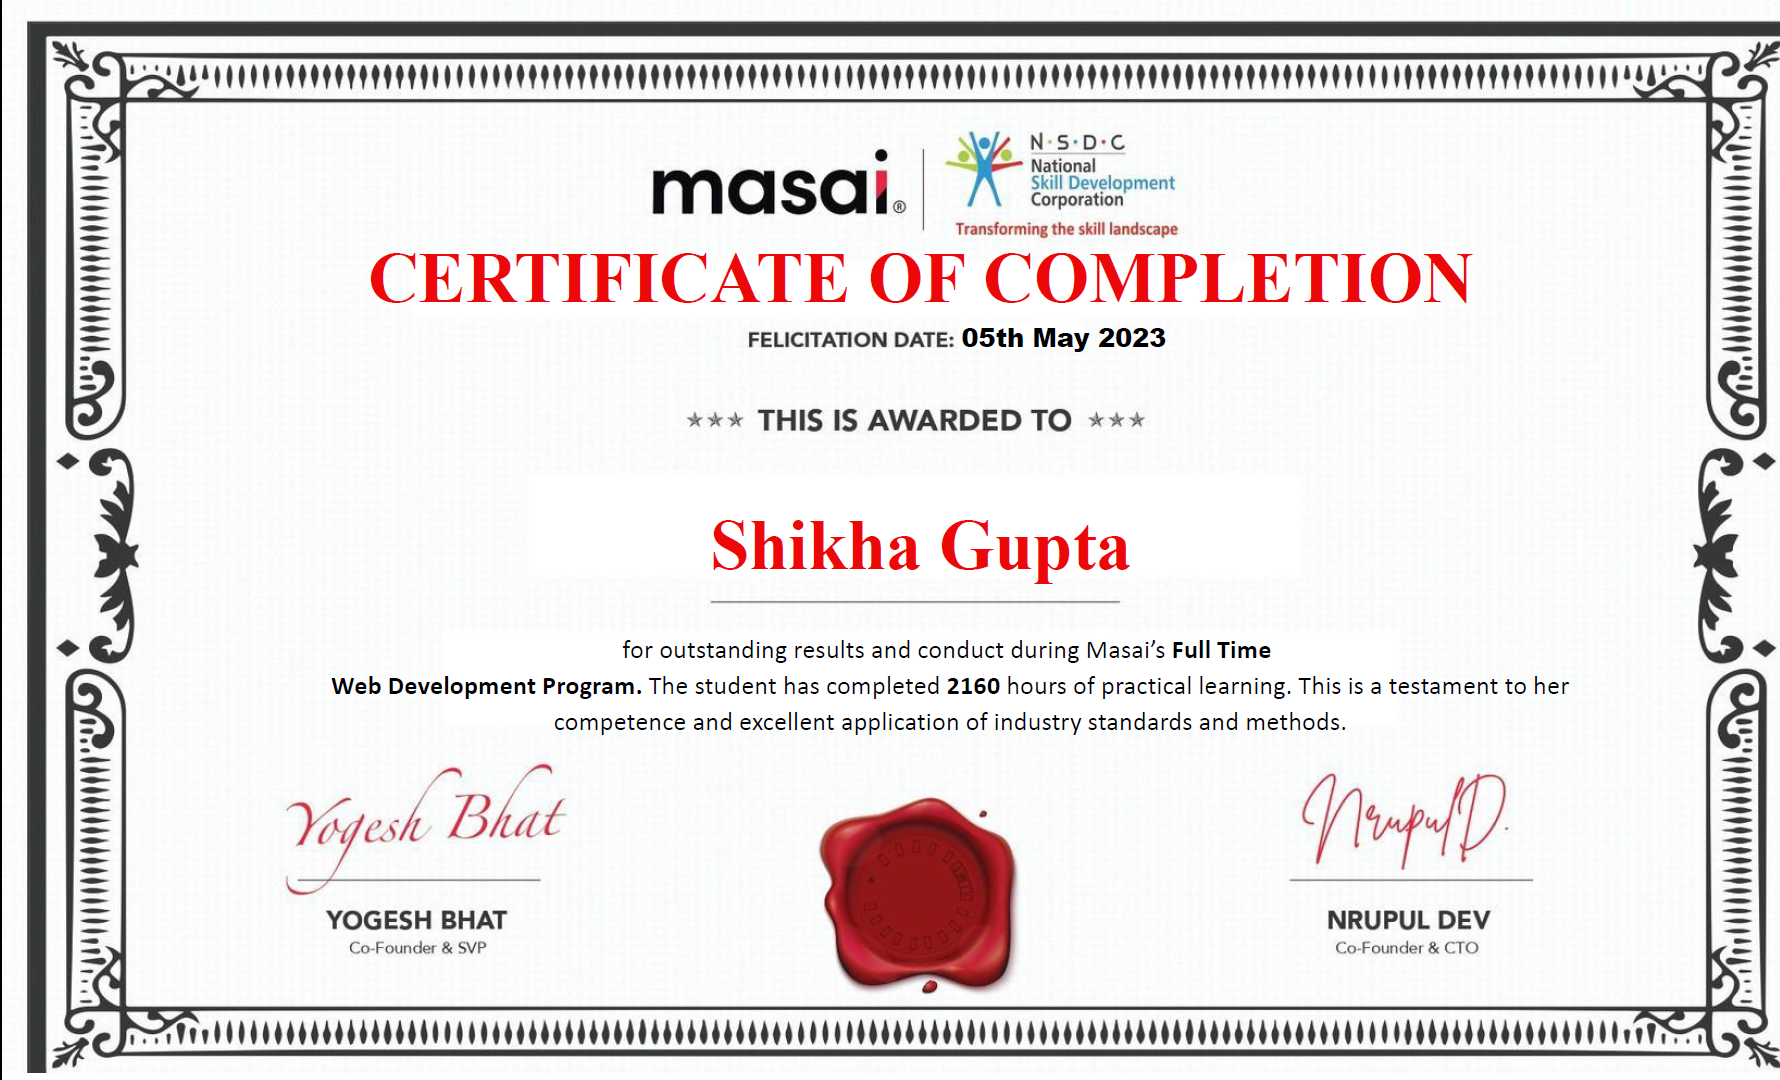 masai®
N·S·D·C
National
Skill Development
Corporation
Transforming the skill landscape
CERTIFICATE OF COMPLETION
FELICITATION DATE: 05th May 2023
★★★ THIS IS AWARDED TO ★★★
Shikha Gupta
for outstanding results and conduct during Masai’s Full Time
Web Development Program. The student has completed 2160 hours of practical learning. This is a testament to her
competence and excellent application of industry standards and methods.
Yogesh Bhat
NrupulD.
YOGESH BHAT
Co-Founder & SVP
NRUPUL DEV
Co-Founder & CTO